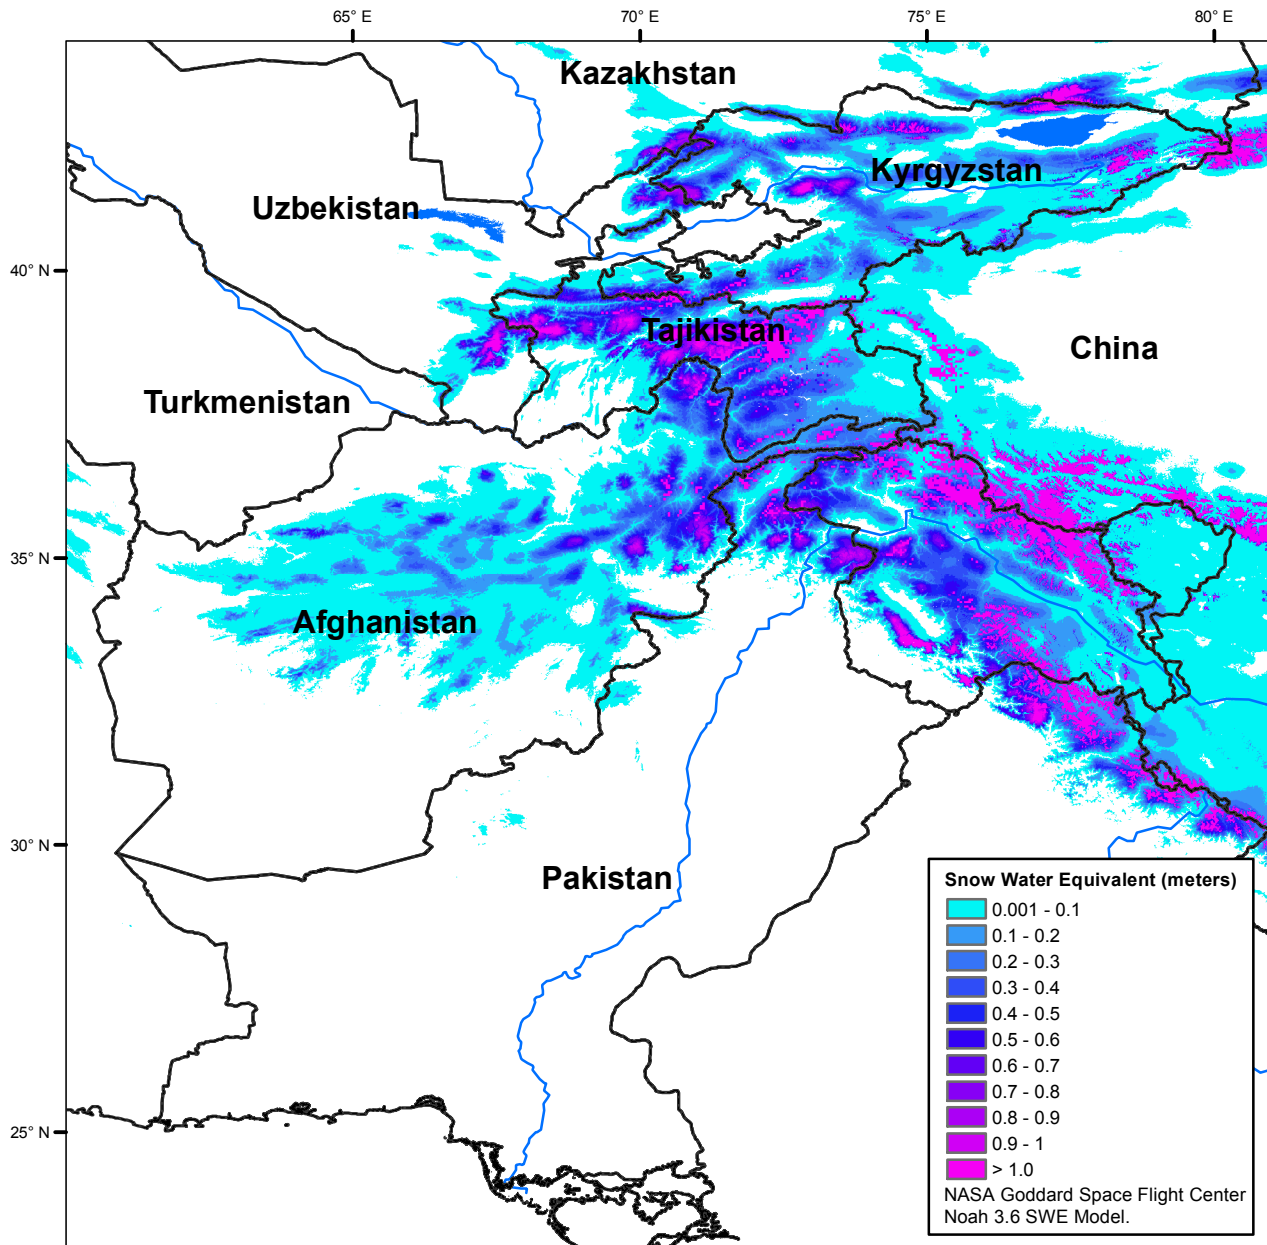 65° E
70° E
75° E
80° E
Kazakhstan
Kyrgyzstan
Uzbekistan
40° N
Tajikistan
China
Turkmenistan
35° N
Afghanistan
30° N
Pakistan
25° N
Snow Water Equivalent (meters)
0.001 - 0.1
0.1 - 0.2
0.2 - 0.3
0.3 - 0.4
0.4 - 0.5
0.5 - 0.6
0.6 - 0.7
0.7 - 0.8
0.8 - 0.9
0.9 - 1
> 1.0
NASA Goddard Space Flight Center
Noah 3.6 SWE Model.